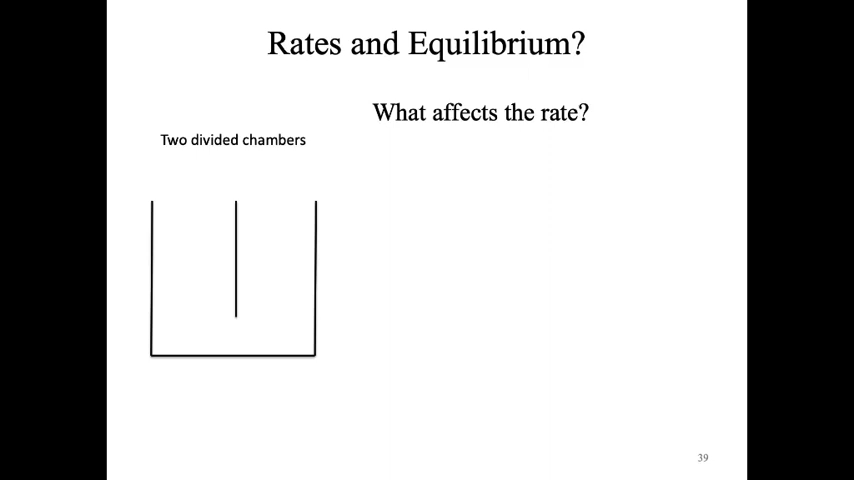 Rates and Equilibrium?
What affects the rate?
Two divided chambers
39